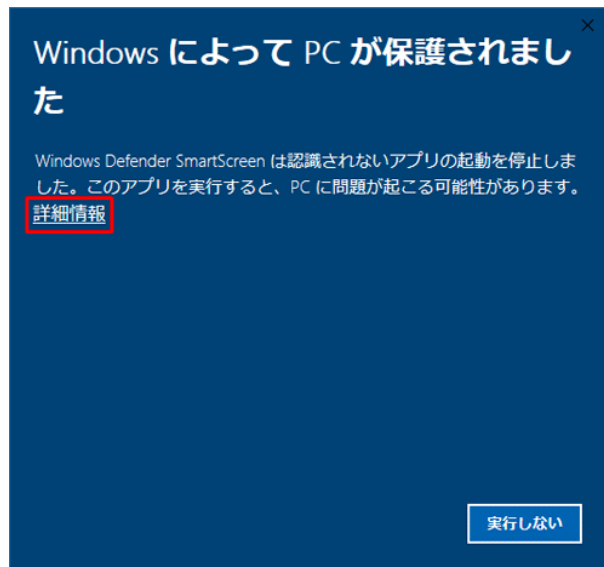 Windows によって PC が保護されまし
た
Windows Defender SmartScreen は認識されないアプリの起動を停止しま
した。このアプリを実行すると、PC に問題が起こる可能性があります。
詳細情報
実行しない